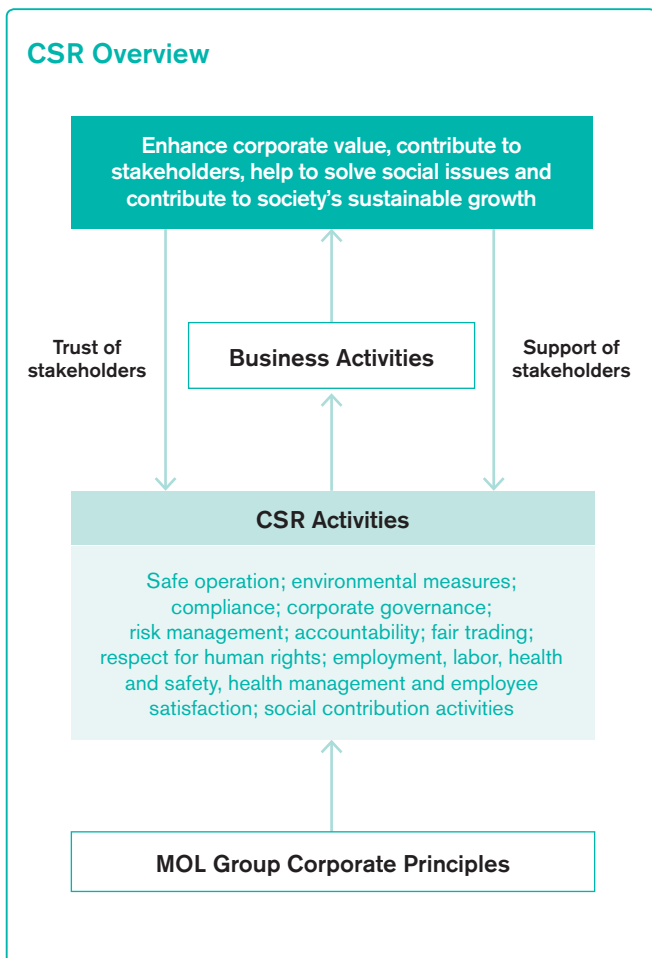 CSR Overview
Enhance corporate value, contribute to
stakeholders, help to solve social issues and
contribute to society's sustainable growth
Trust of
stakeholders
Business Activities
Support of
stakeholders
CSR Activities
Safe operation; environmental measures;
compliance; corporate governance;
risk management; accountability; fair trading;
respect for human rights; employment, labor, health
and safety, health management and employee
satisfaction; social contribution activities
MOL Group Corporate Principles